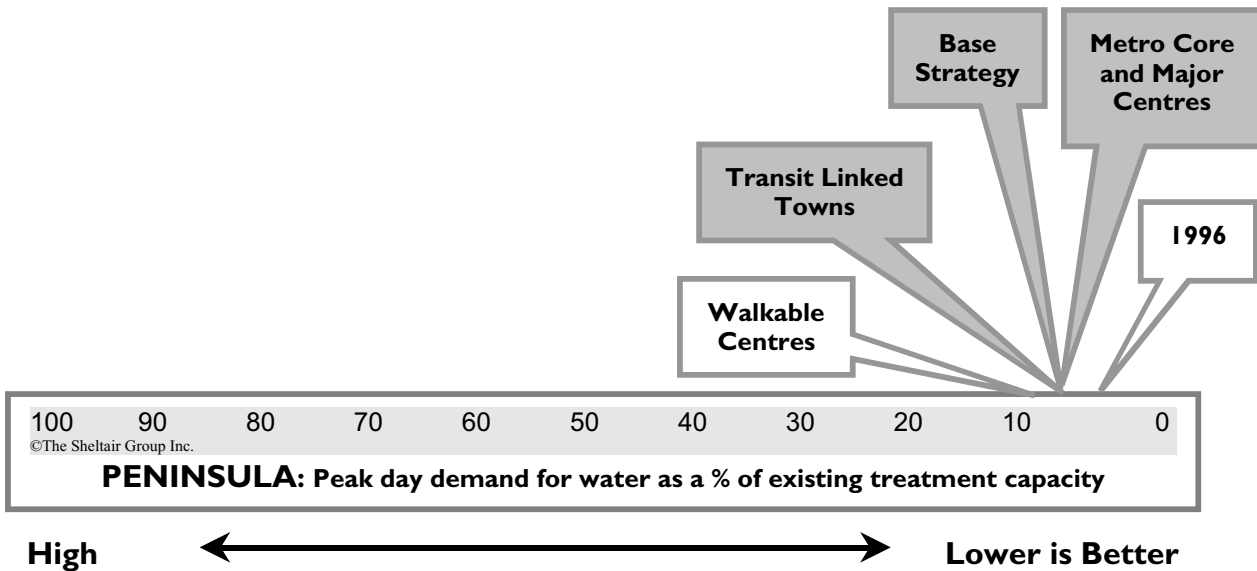 Base
Strategy
Metro Core
and Major
Centres
Transit Linked
Towns
1996
Walkable
Centres
100 90 80 70 60 50 40 30 20 10 0
©The Sheltair Group Inc.
PENINSULA: Peak day demand for water as a % of existing treatment capacity
High Lower is Better